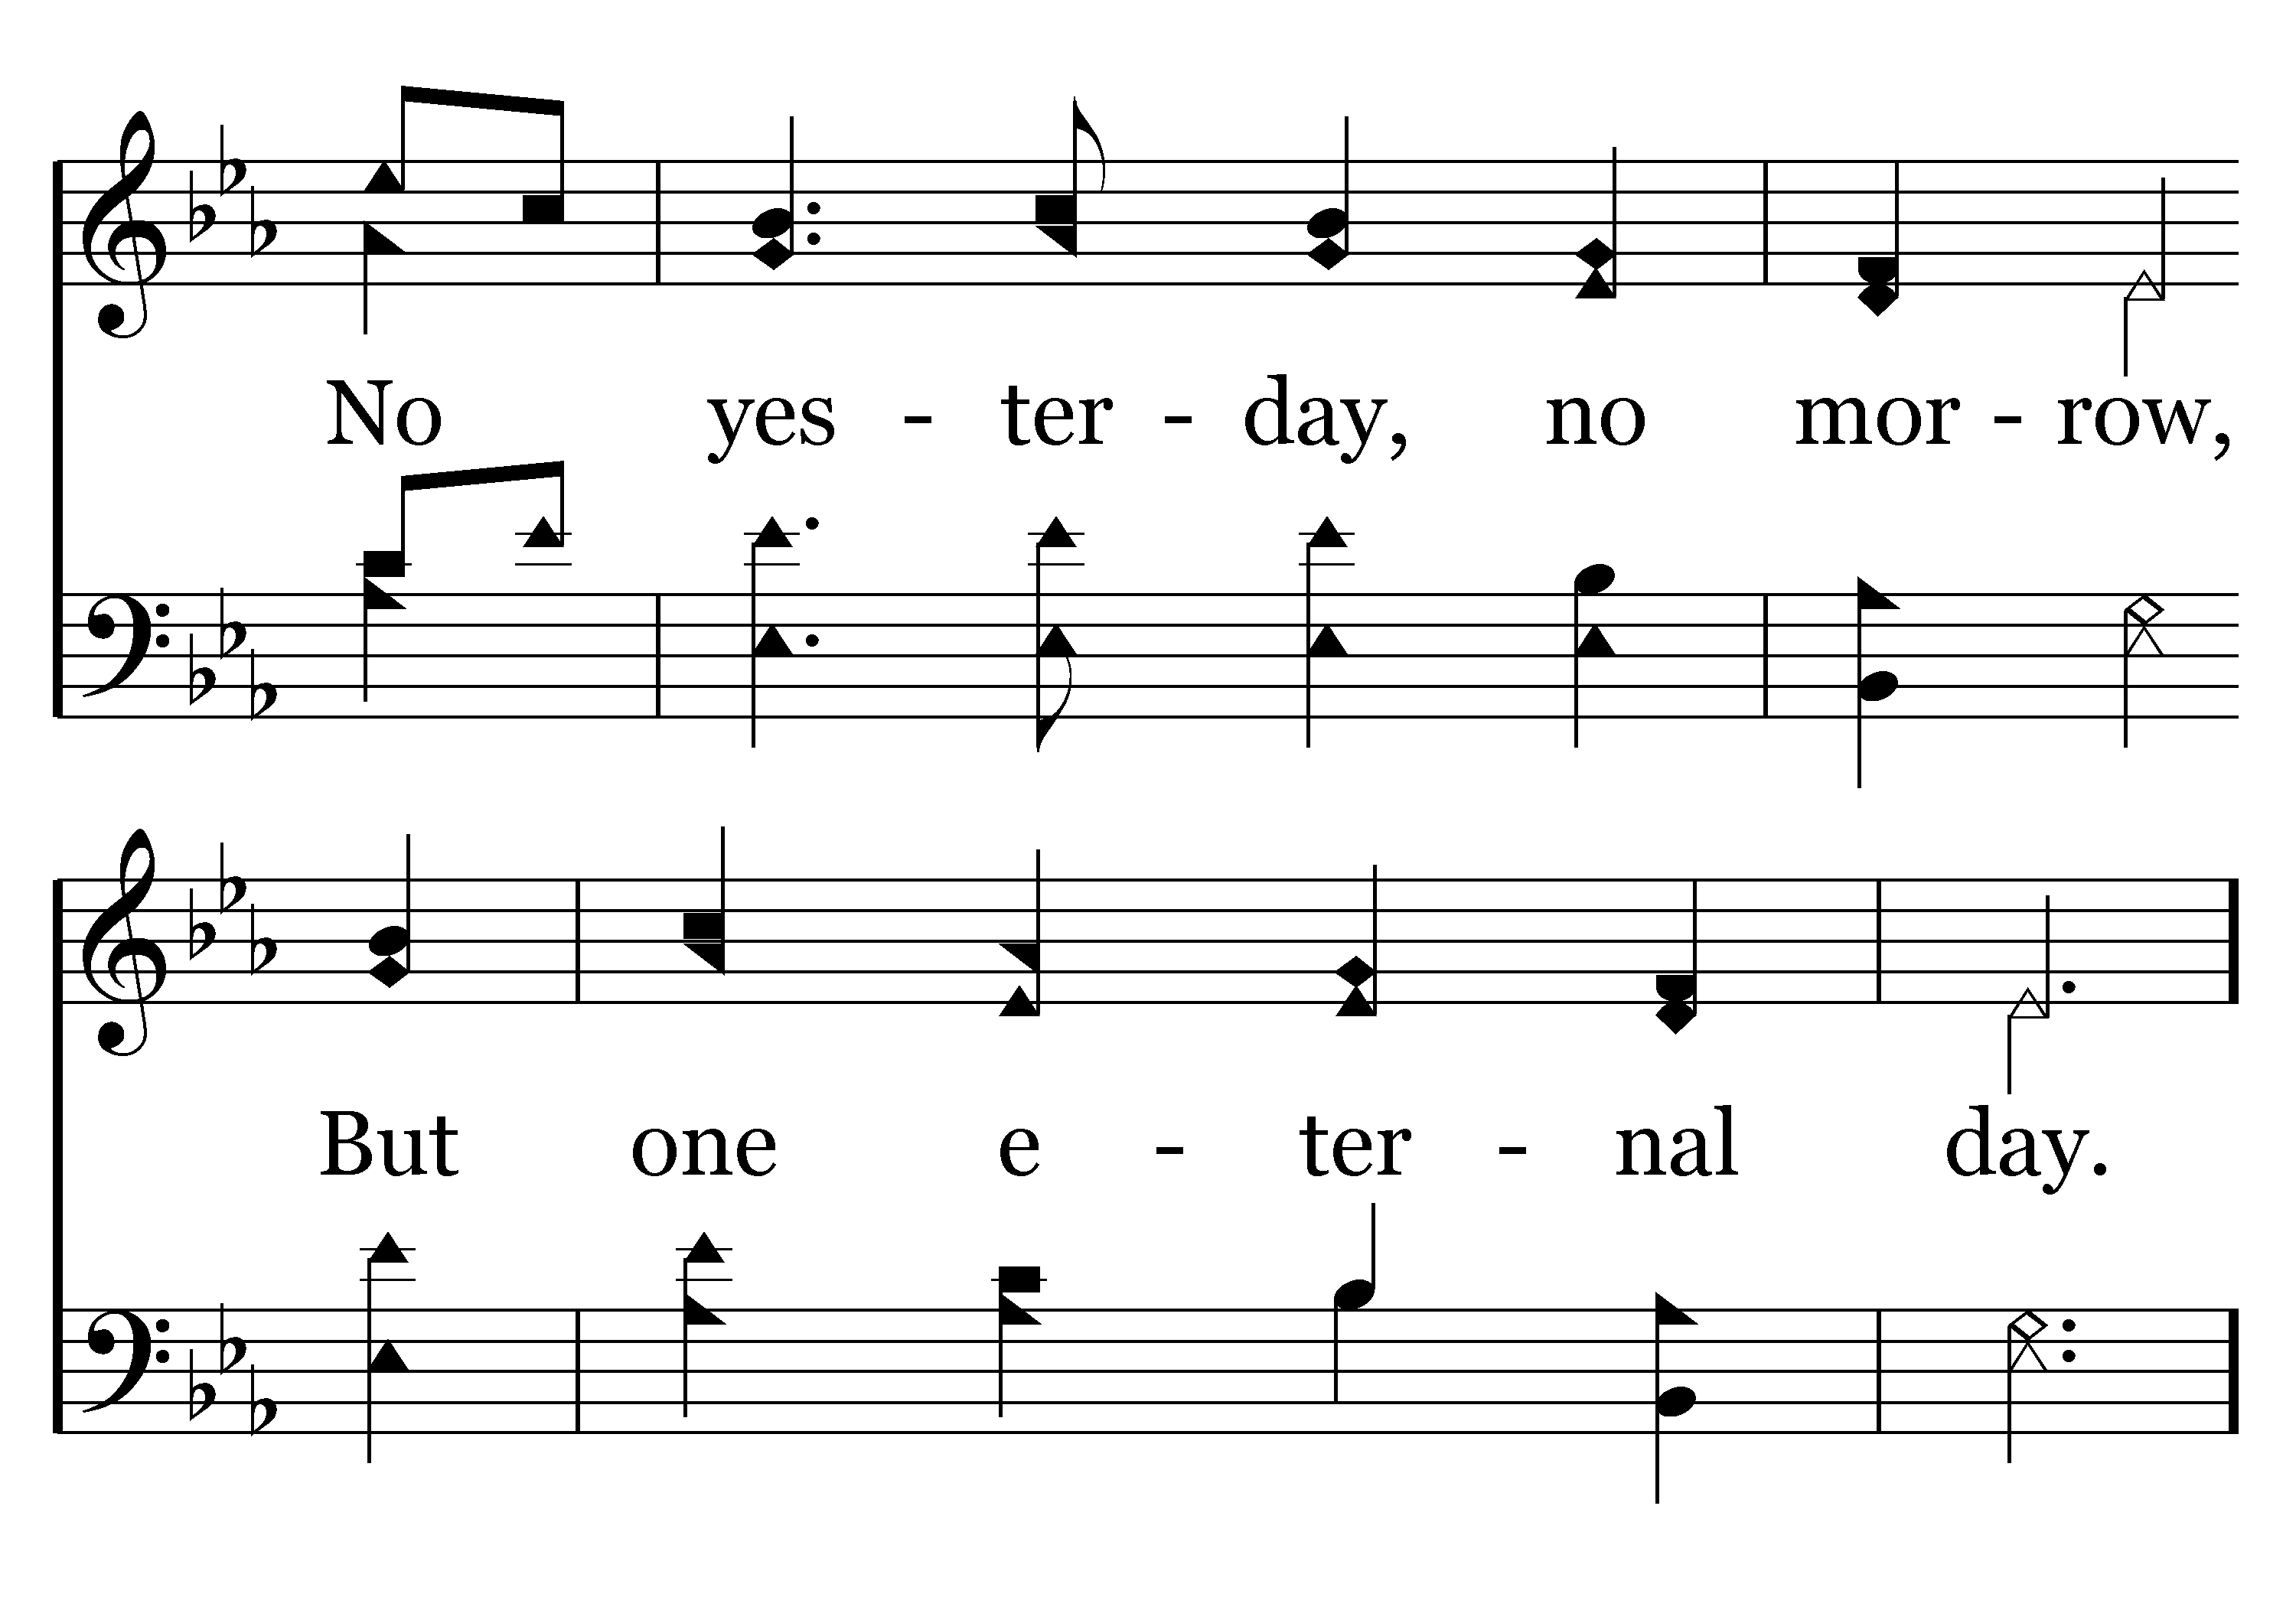 No yes - ter - day, no mor - row,
But one e - ter - nal day.